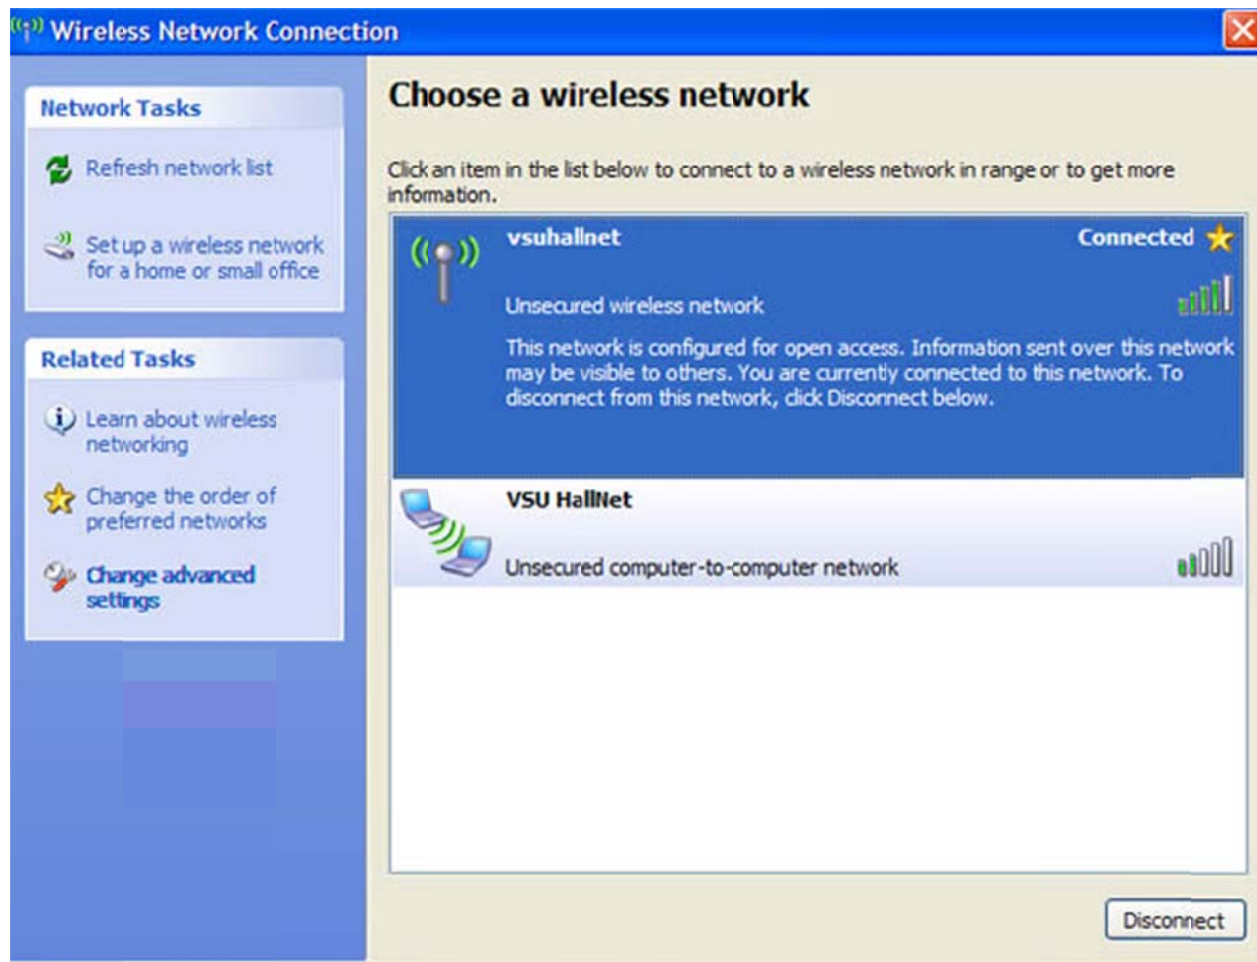 Wireless Network Connection
Network Tasks
Refresh network list
Set up a wireless network
for a home or small office
Related Tasks
Learn about wireless
networking
Change the order of
preferred networks
Change advanced
settings
Choose a wireless network
Click an item in the list below to connect to a wireless network in range or to get more
information.
vsuhallnet
Connected
Unsecured wireless network
This network is configured for open access. Information sent over this network
may be visible to others. You are currently connected to this network. To
disconnect from this network, click Disconnect below.
VSU HallNet
Unsecured computer-to-computer network
Disconnect